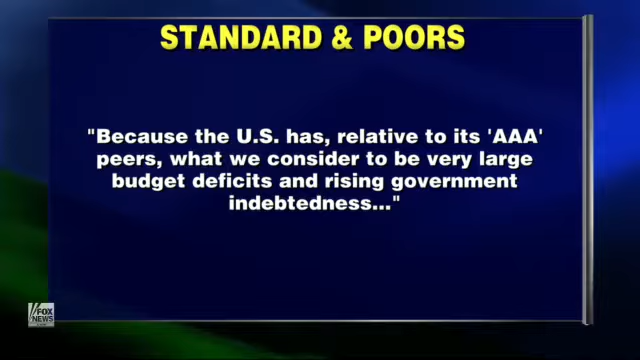 STANDARD & POORS
"Because the U.S. has, relative to its 'AAA'
peers, what we consider to be very large
budget deficits and rising government
indebtedness..."
FOX
NEWS